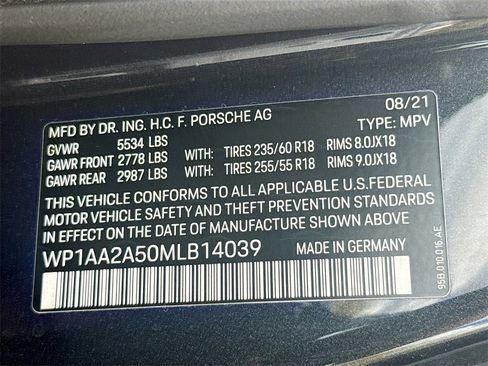 MFD BY DR. ING. H.C. F. PORSCHE AG 08/21
GVWR 5534 LBS TYPE: MPV
GAWR FRONT 2778 LBS WITH: TIRES 235/60 R18 RIMS 8.0JX18
GAWR REAR 2987 LBS WITH: TIRES 255/55 R18 RIMS 9.0JX18
THIS VEHICLE CONFORMS TO ALL APPLICABLE U.S.FEDERAL
MOTOR VEHICLE SAFETY AND THEFT PREVENTION STANDARDS
IN EFFECT ON THE DATE OF MANUFACTURE SHOWN ABOVE
WP1AA2A50MLB14039 MADE IN GERMANY
95B.010.016.AE